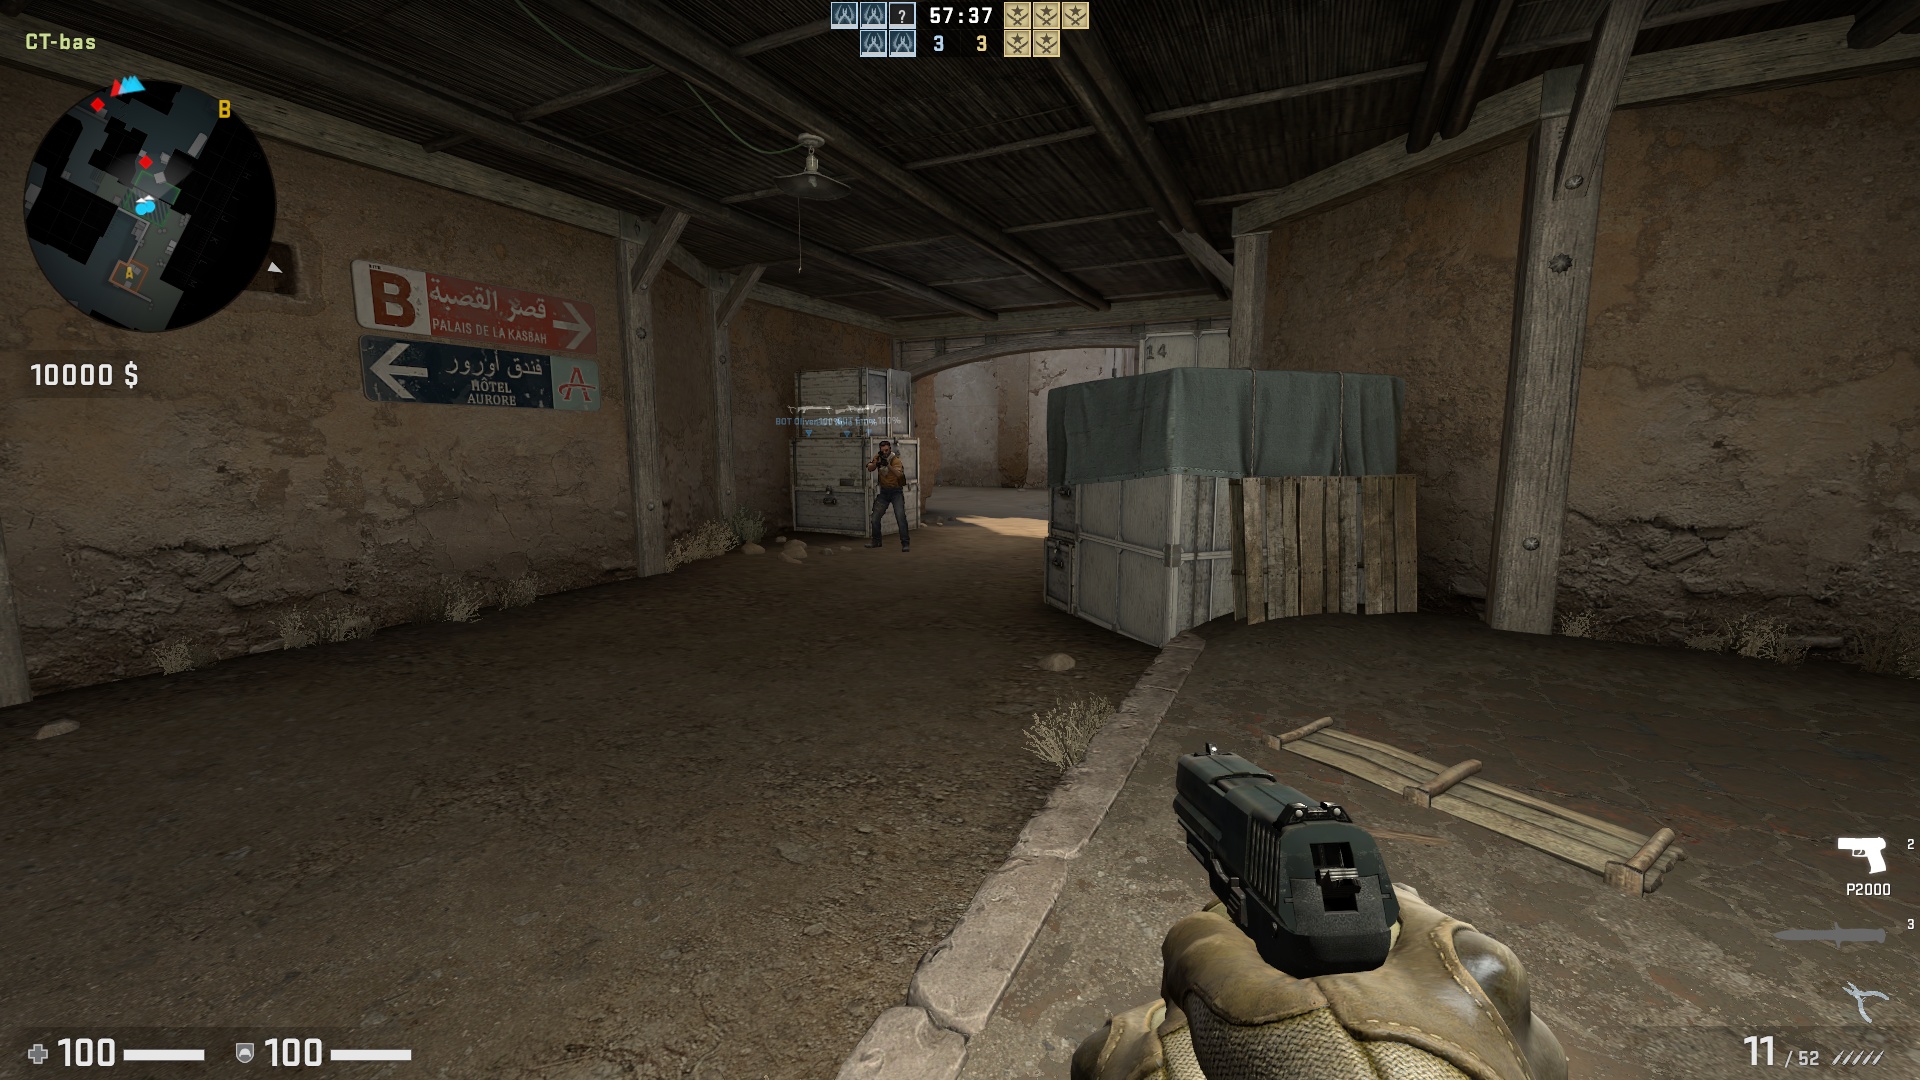 CT-bas
?
57:37
3
3
B
A
10000 $
B
قصر القصبة
PALAIS DE LA KASBAH
فندق أورور
HÔTEL
AURORE
A
14
2
P2000
3
100
100
11 / 52